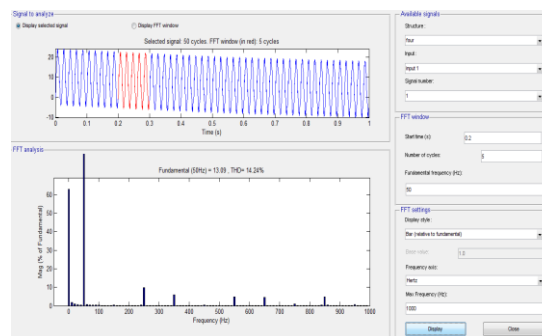 Signal to analyze
Display selected signal
Display FFT window
Selected signal: 50 cycles. FFT window (in red): 5 cycles
20
10
0
-10
0 0.1 0.2 0.3 0.4 0.5 0.6 0.7 0.8 0.9 1
Time (s)
FFT analysis
Fundamental (50Hz) = 13.09 , THD= 14.24%
Mag (% of Fundamental)
60
50
40
30
20
10
0
0 100 200 300 400 500 600 700 800 900 1000
Frequency (Hz)
Available signals
Structure :
four
Input :
input 1
Signal number:
1
FFT window
Start time (s):
0.2
Number of cycles:
5
Fundamental frequency (Hz):
50
FFT settings
Display style :
Bar (relative to fundamental)
Base value:
1.0
Frequency axis:
Hertz
Max Frequency (Hz):
1000
Display
Close